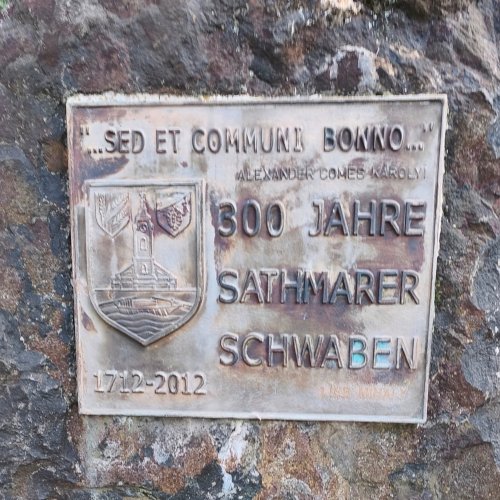 "...SED ET COMMUNI BONNO..."
ALEXANDER COMES KÁROLYI
300 JAHRE
SATHMARER
SCHWABEN
1712-2012